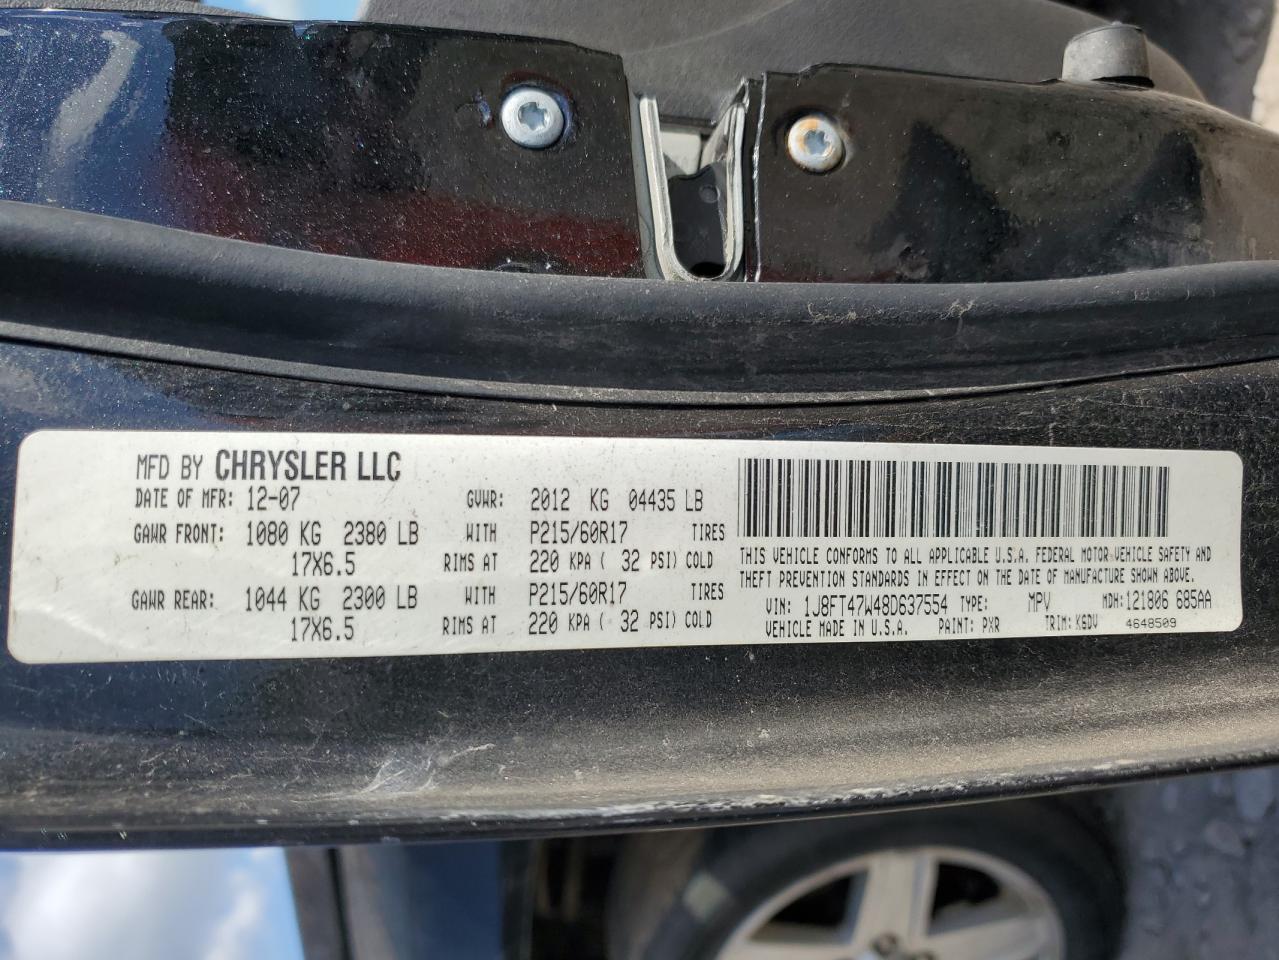 MFD BY CHRYSLER LLC
DATE OF MFR: 12-07 GVWR: 2012 KG 04435 LB
GAWR FRONT: 1080 KG 2380 LB WITH P215/60R17 TIRES
17X6.5 RIMS AT 220 KPA ( 32 PSI) COLD
GAWR REAR: 1044 KG 2300 LB WITH P215/60R17 TIRES
17X6.5 RIMS AT 220 KPA ( 32 PSI) COLD
THIS VEHICLE CONFORMS TO ALL APPLICABLE U.S.A. FEDERAL MOTOR VEHICLE SAFETY AND
THEFT PREVENTION STANDARDS IN EFFECT ON THE DATE OF MANUFACTURE SHOWN ABOVE.
VIN: 1J8FT47W48D637554 TYPE: MPV MDH: 121806 685AA
VEHICLE MADE IN U.S.A. PAINT: PXR TRIM: K6DV 4648509